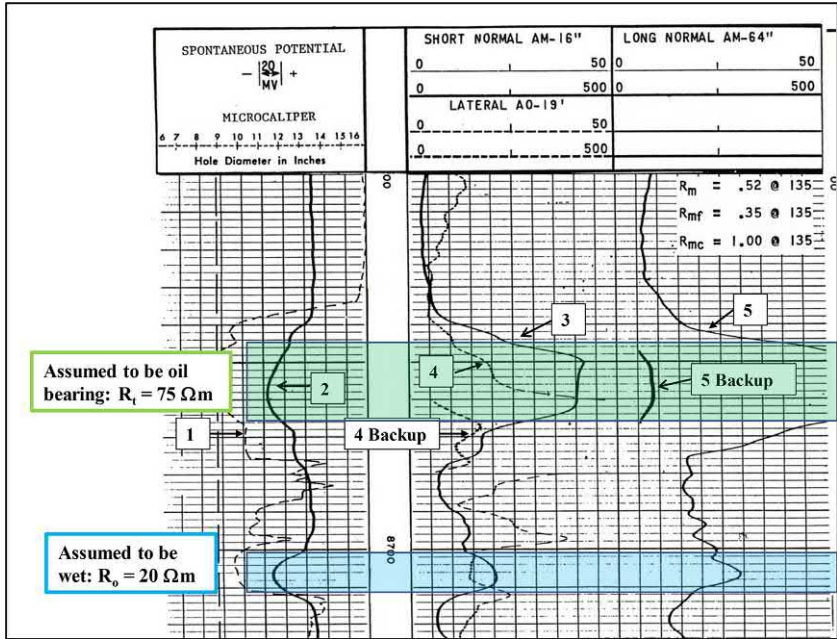 SPONTANEOUS POTENTIAL
- |20| +
MV
MICROCALIPER
6 7 8 9 10 11 12 13 14 15 16
Hole Diameter in Inches
SHORT NORMAL AM-16"
0 50
0 500
LATERAL AO-19'
0 50
0 500
LONG NORMAL AM-64"
0 50
0 500
00
Rm = .52 @ 135
Rmf = .35 @ 135
Rmc = 1.00 @ 135
3
5
4
2
5 Backup
Assumed to be oil
bearing: Rt = 75 Ωm
1
4 Backup
8700
Assumed to be
wet: Ro = 20 Ωm